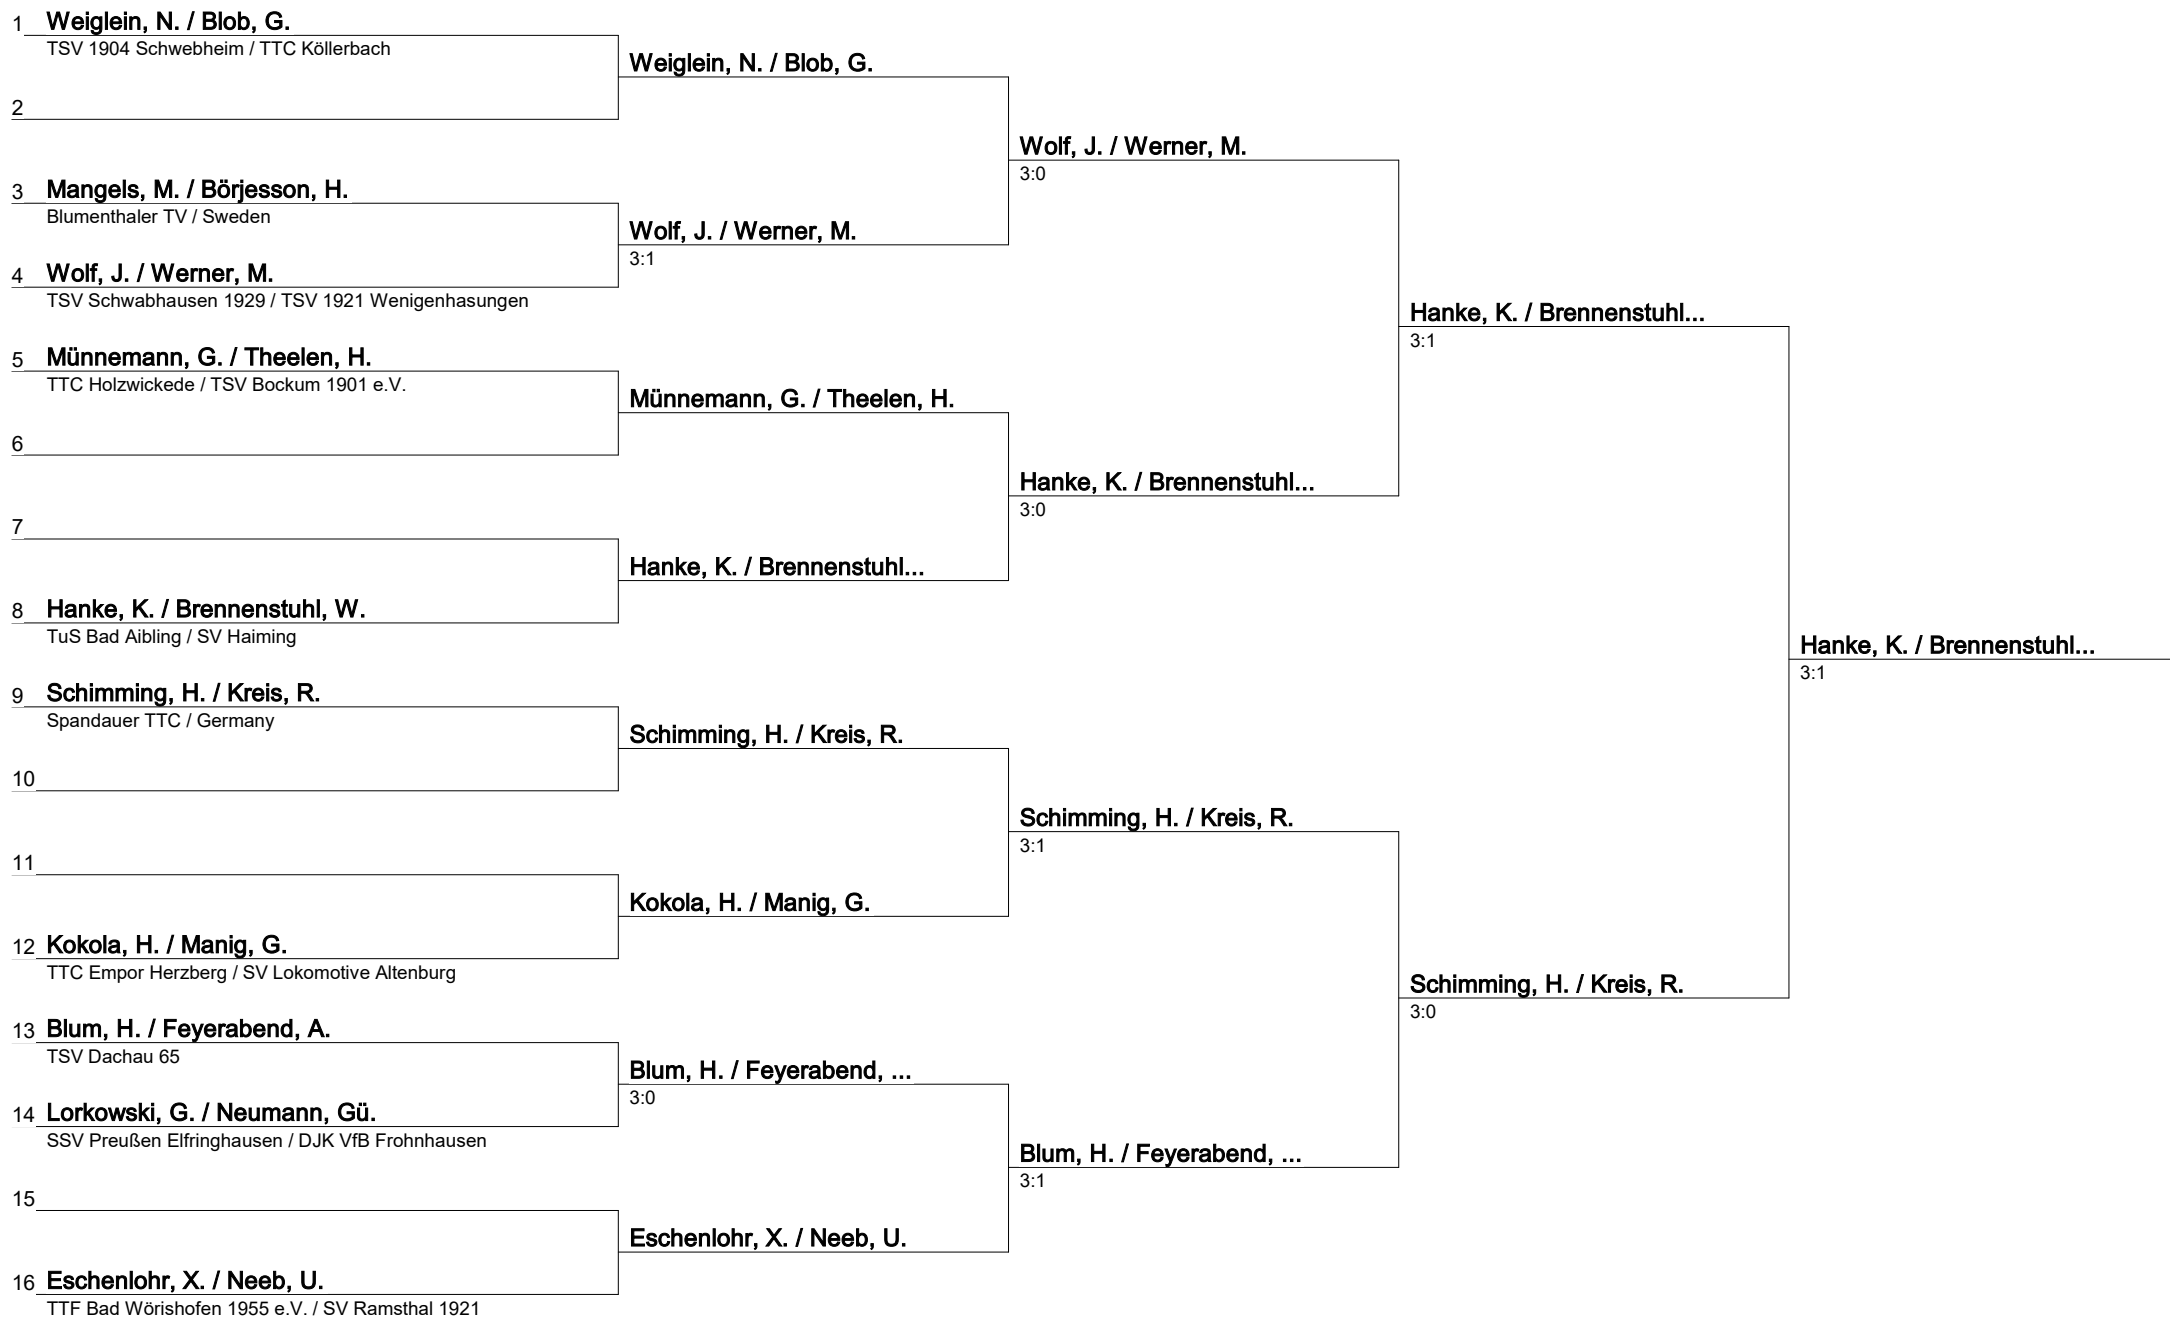 1 Weiglein, N. / Blob, G.
TSV 1904 Schwebheim / TTC Köllerbach
2
3 Mangels, M. / Börjesson, H.
Blumenthaler TV / Sweden
4 Wolf, J. / Werner, M.
TSV Schwabhausen 1929 / TSV 1921 Wenigenhasungen
5 Münnemann, G. / Theelen, H.
TTC Holzwickede / TSV Bockum 1901 e.V.
6
7
8 Hanke, K. / Brennenstuhl, W.
TuS Bad Aibling / SV Haiming
9 Schimming, H. / Kreis, R.
Spandauer TTC / Germany
10
11
12 Kokola, H. / Manig, G.
TTC Empor Herzberg / SV Lokomotive Altenburg
13 Blum, H. / Feyerabend, A.
TSV Dachau 65
14 Lorkowski, G. / Neumann, Gü.
SSV Preußen Elfringhausen / DJK VfB Frohnhausen
15
16 Eschenlohr, X. / Neeb, U.
TTF Bad Wörishofen 1955 e.V. / SV Ramsthal 1921
Weiglein, N. / Blob, G.
Wolf, J. / Werner, M.
3:1
Münnemann, G. / Theelen, H.
Hanke, K. / Brennenstuhl...
Schimming, H. / Kreis, R.
Kokola, H. / Manig, G.
Blum, H. / Feyerabend, ...
3:0
Eschenlohr, X. / Neeb, U.
Wolf, J. / Werner, M.
3:0
Hanke, K. / Brennenstuhl...
3:0
Schimming, H. / Kreis, R.
3:1
Blum, H. / Feyerabend, ...
3:1
Hanke, K. / Brennenstuhl...
3:1
Schimming, H. / Kreis, R.
3:0
Hanke, K. / Brennenstuhl...
3:1